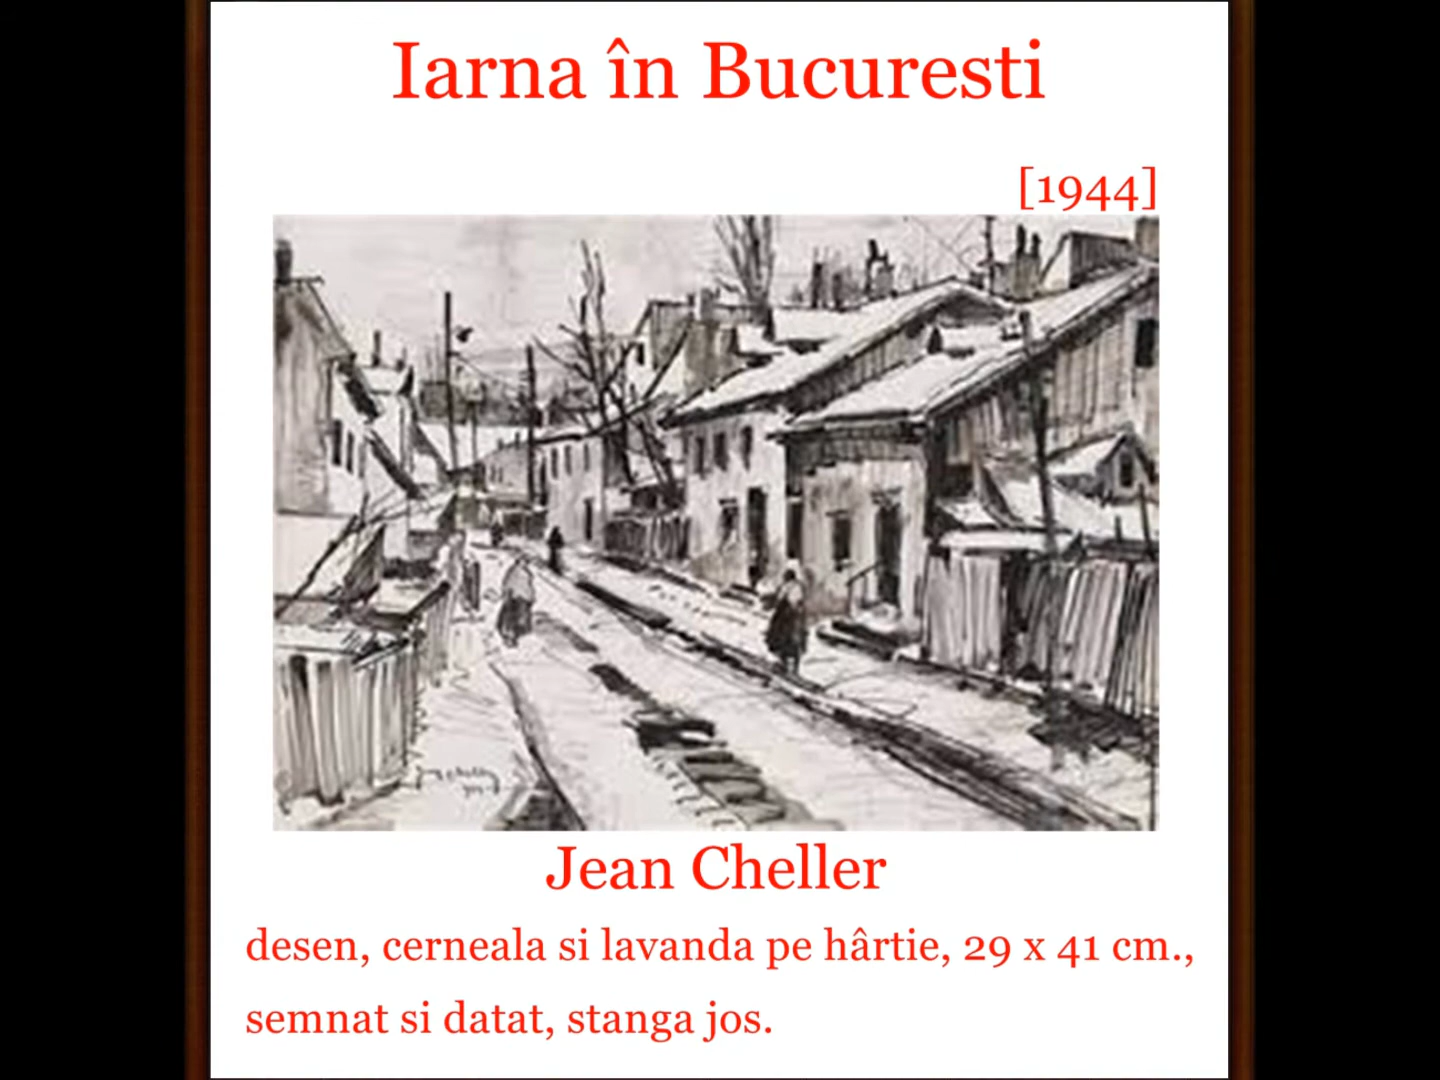 Iarna în Bucuresti
[1944]
Jean Cheller
desen, cerneala si lavanda pe hârtie, 29 x 41 cm.,
semnat si datat, stanga jos.